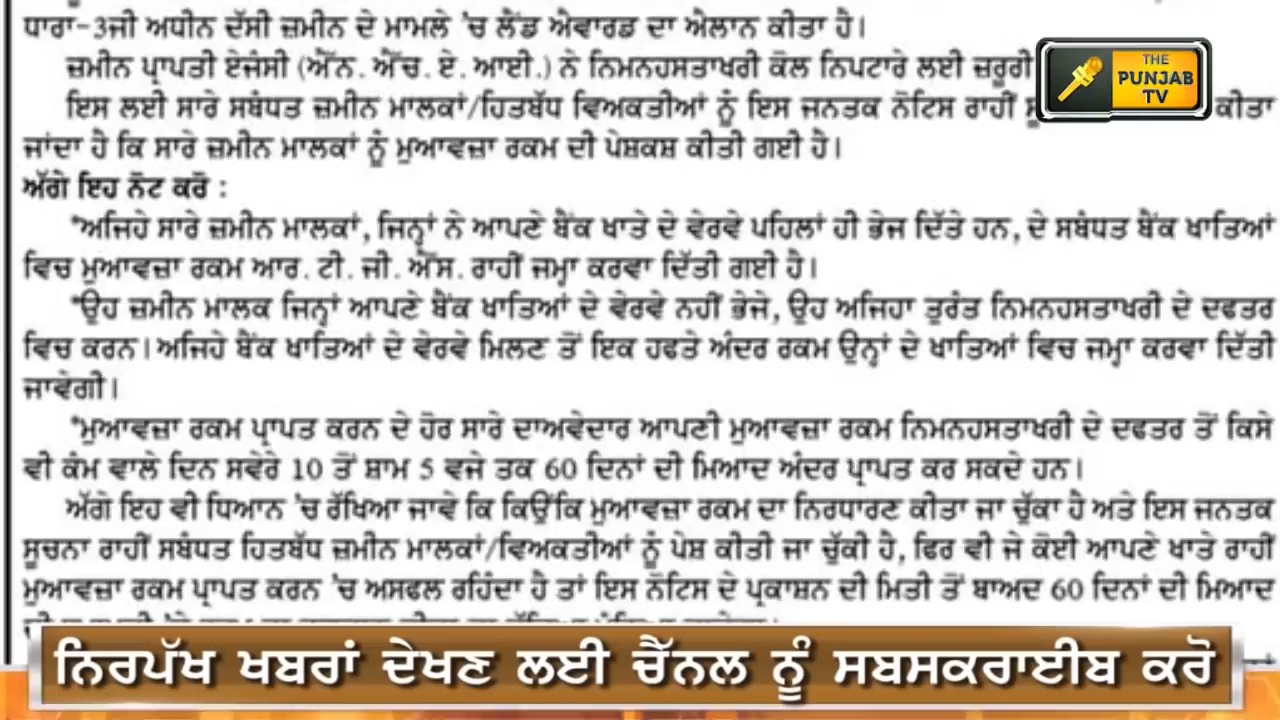 ਧਾਰਾ-3ਜੀ ਅਧੀਨ ਦੱਸੀ ਜ਼ਮੀਨ ਦੇ ਮਾਮਲੇ 'ਚ ਲੈਂਡ ਐਵਾਰਡ ਦਾ ਐਲਾਨ ਕੀਤਾ ਹੈ।
ਜ਼ਮੀਨ ਪ੍ਰਾਪਤੀ ਏਜੰਸੀ (ਐੱਨ. ਐੱਚ. ਏ. ਆਈ.) ਨੇ ਨਿਮਨਹਸਤਾਖਰੀ ਕੋਲ ਨਿਪਟਾਰੇ ਲਈ ਜ਼ਰੂਰੀ
ਇਸ ਲਈ ਸਾਰੇ ਸਬੰਧਤ ਜ਼ਮੀਨ ਮਾਲਕਾਂ/ਹਿਤਬੱਧ ਵਿਅਕਤੀਆਂ ਨੂੰ ਇਸ ਜਨਤਕ ਨੋਟਿਸ ਰਾਹੀਂ ਕੀਤਾ
ਜਾਂਦਾ ਹੈ ਕਿ ਸਾਰੇ ਜ਼ਮੀਨ ਮਾਲਕਾਂ ਨੂੰ ਮੁਆਵਜ਼ਾ ਰਕਮ ਦੀ ਪੇਸ਼ਕਸ਼ ਕੀਤੀ ਗਈ ਹੈ।
ਅੱਗੇ ਇਹ ਨੋਟ ਕਰੋ :
*ਅਜਿਹੇ ਸਾਰੇ ਜ਼ਮੀਨ ਮਾਲਕਾਂ, ਜਿਨ੍ਹਾਂ ਨੇ ਆਪਣੇ ਬੈਂਕ ਖਾਤੇ ਦੇ ਵੇਰਵੇ ਪਹਿਲਾਂ ਹੀ ਭੇਜ ਦਿੱਤੇ ਹਨ, ਦੇ ਸਬੰਧਤ ਬੈਂਕ ਖਾਤਿਆਂ
ਵਿਚ ਮੁਆਵਜ਼ਾ ਰਕਮ ਆਰ. ਟੀ. ਜੀ. ਐੱਸ. ਰਾਹੀਂ ਜਮ੍ਹਾ ਕਰਵਾ ਦਿੱਤੀ ਗਈ ਹੈ।
*ਉਹ ਜ਼ਮੀਨ ਮਾਲਕ ਜਿਨ੍ਹਾਂ ਆਪਣੇ ਬੈਂਕ ਖਾਤਿਆਂ ਦੇ ਵੇਰਵੇ ਨਹੀਂ ਭੇਜੇ, ਉਹ ਅਜਿਹਾ ਤੁਰੰਤ ਨਿਮਨਹਸਤਾਖਰੀ ਦੇ ਦਫਤਰ
ਵਿਚ ਕਰਨ। ਅਜਿਹੇ ਬੈਂਕ ਖਾਤਿਆਂ ਦੇ ਵੇਰਵੇ ਮਿਲਣ ਤੋਂ ਇਕ ਹਫਤੇ ਅੰਦਰ ਰਕਮ ਉਨ੍ਹਾਂ ਦੇ ਖਾਤਿਆਂ ਵਿਚ ਜਮ੍ਹਾ ਕਰਵਾ ਦਿੱਤੀ
ਜਾਵੇਗੀ।
*ਮੁਆਵਜ਼ਾ ਰਕਮ ਪ੍ਰਾਪਤ ਕਰਨ ਦੇ ਹੋਰ ਸਾਰੇ ਦਾਅਵੇਦਾਰ ਆਪਣੀ ਮੁਆਵਜ਼ਾ ਰਕਮ ਨਿਮਨਹਸਤਾਖਰੀ ਦੇ ਦਫਤਰ ਤੋਂ ਕਿਸੇ
ਵੀ ਕੰਮ ਵਾਲੇ ਦਿਨ ਸਵੇਰੇ 10 ਤੋਂ ਸ਼ਾਮ 5 ਵਜੇ ਤਕ 60 ਦਿਨਾਂ ਦੀ ਮਿਆਦ ਅੰਦਰ ਪ੍ਰਾਪਤ ਕਰ ਸਕਦੇ ਹਨ।
ਅੱਗੇ ਇਹ ਵੀ ਧਿਆਨ 'ਚ ਰੱਖਿਆ ਜਾਵੇ ਕਿ ਕਿਉਂਕਿ ਮੁਆਵਜ਼ਾ ਰਕਮ ਦਾ ਨਿਰਧਾਰਣ ਕੀਤਾ ਜਾ ਚੁੱਕਾ ਹੈ ਅਤੇ ਇਸ ਜਨਤਕ
ਸੂਚਨਾ ਰਾਹੀਂ ਸਬੰਧਤ ਹਿਤਬੱਧ ਜ਼ਮੀਨ ਮਾਲਕਾਂ/ਵਿਅਕਤੀਆਂ ਨੂੰ ਪੇਸ਼ ਕੀਤੀ ਜਾ ਚੁੱਕੀ ਹੈ, ਫਿਰ ਵੀ ਜੇ ਕੋਈ ਆਪਣੇ ਖਾਤੇ ਰਾਹੀਂ
ਮੁਆਵਜ਼ਾ ਰਕਮ ਪ੍ਰਾਪਤ ਕਰਨ 'ਚ ਅਸਫਲ ਰਹਿੰਦਾ ਹੈ ਤਾਂ ਇਸ ਨੋਟਿਸ ਦੇ ਪ੍ਰਕਾਸ਼ਨ ਦੀ ਮਿਤੀ ਤੋਂ ਬਾਅਦ 60 ਦਿਨਾਂ ਦੀ ਮਿਆਦ
THE
PUNJAB
TV
ਨਿਰਪੱਖ ਖਬਰਾਂ ਦੇਖਣ ਲਈ ਚੈੱਨਲ ਨੂੰ ਸਬਸਕਰਾਈਬ ਕਰੋ